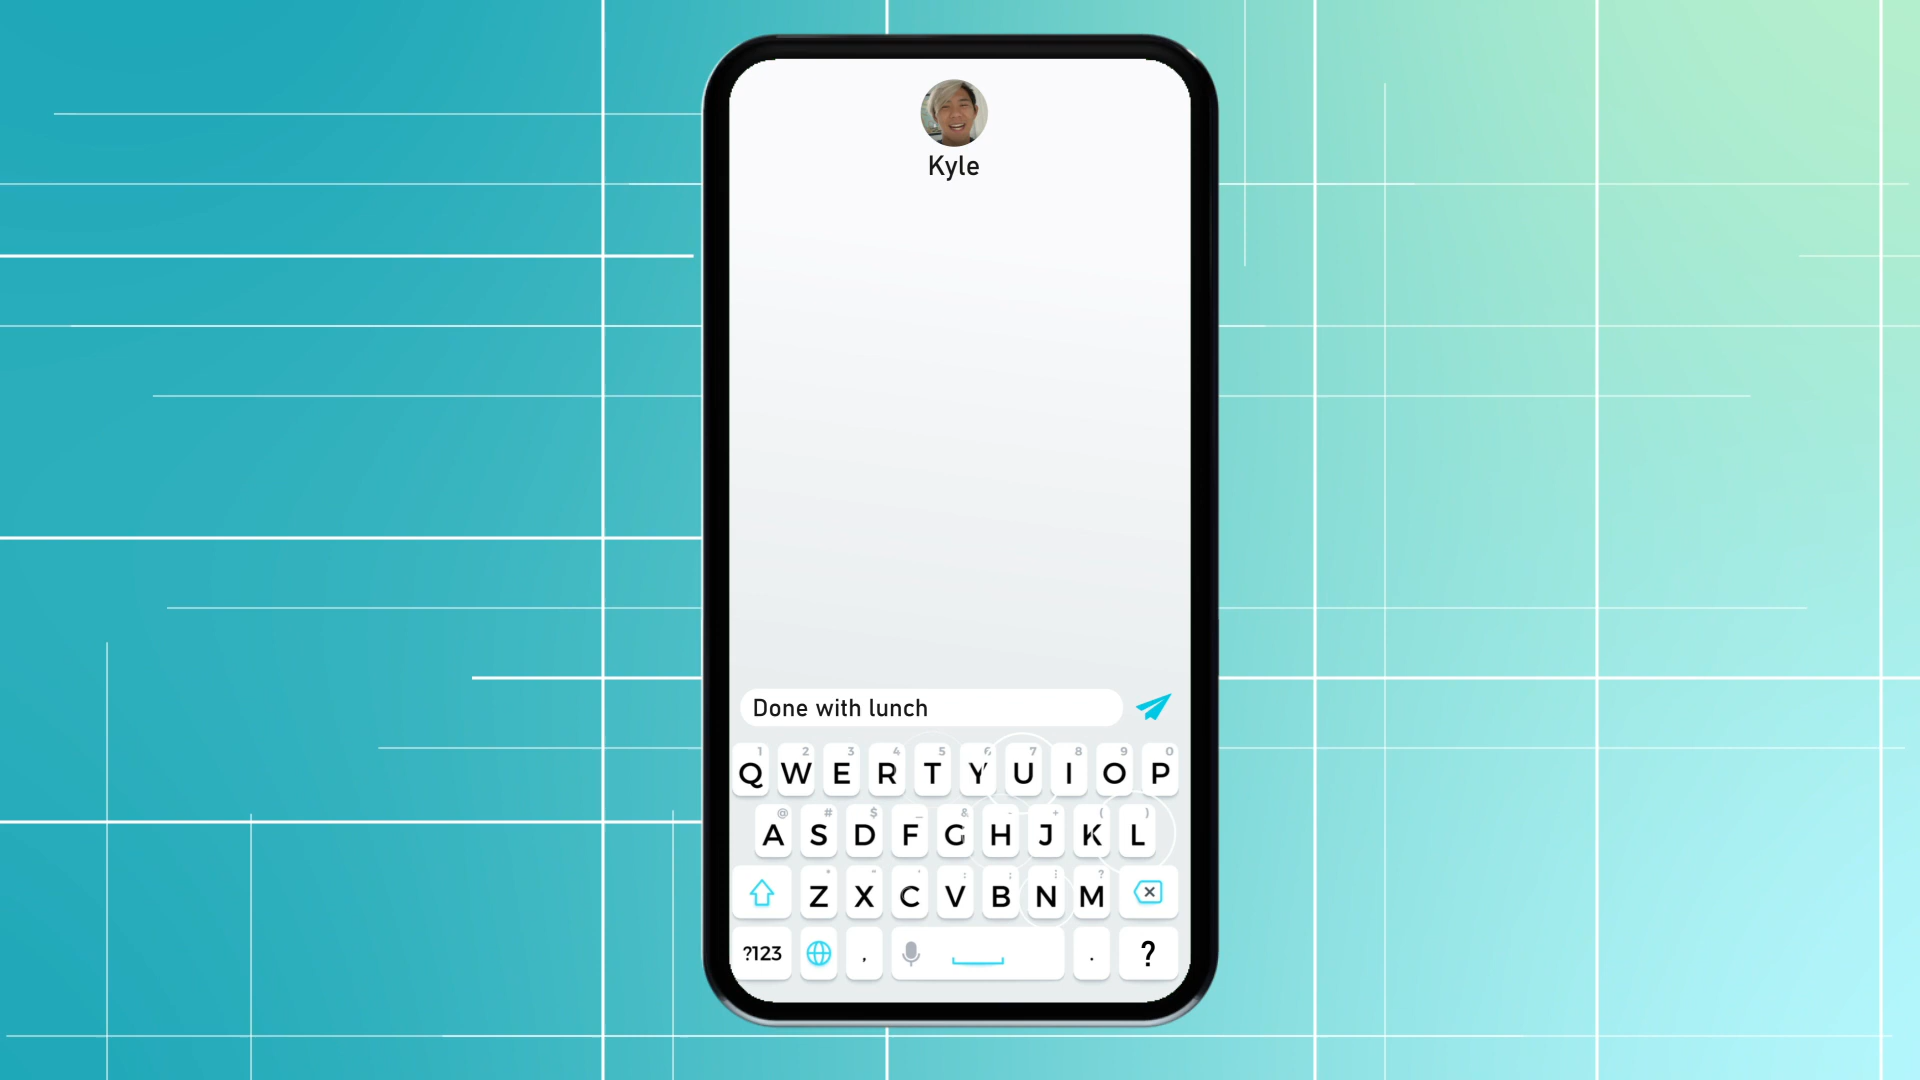 Kyle
Done with lunch
1 2 3 4 5 6 7 8 9 0
Q W E R T Y U I O P
@ # $ _ & - + ( )
A S D F G H J K L
* " ' : ; ?
Z X C V B N M
?123 , . ?